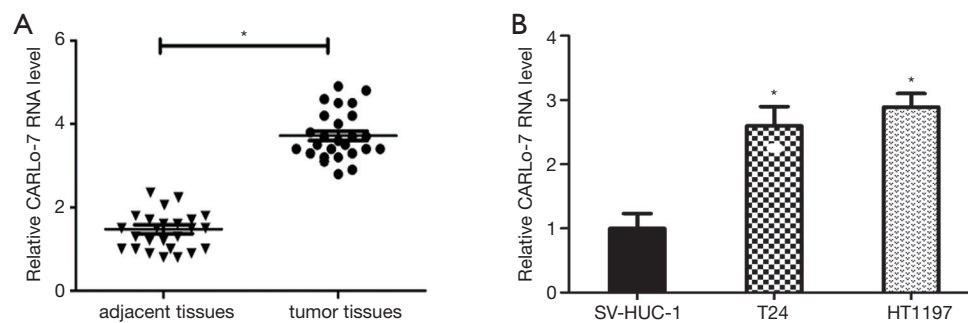 A
Relative CARLo-7 RNA level
6
4
2
0
*
adjacent tissues
tumor tissues
B
Relative CARLo-7 RNA level
4
3
2
1
0
*
*
SV-HUC-1
T24
HT1197